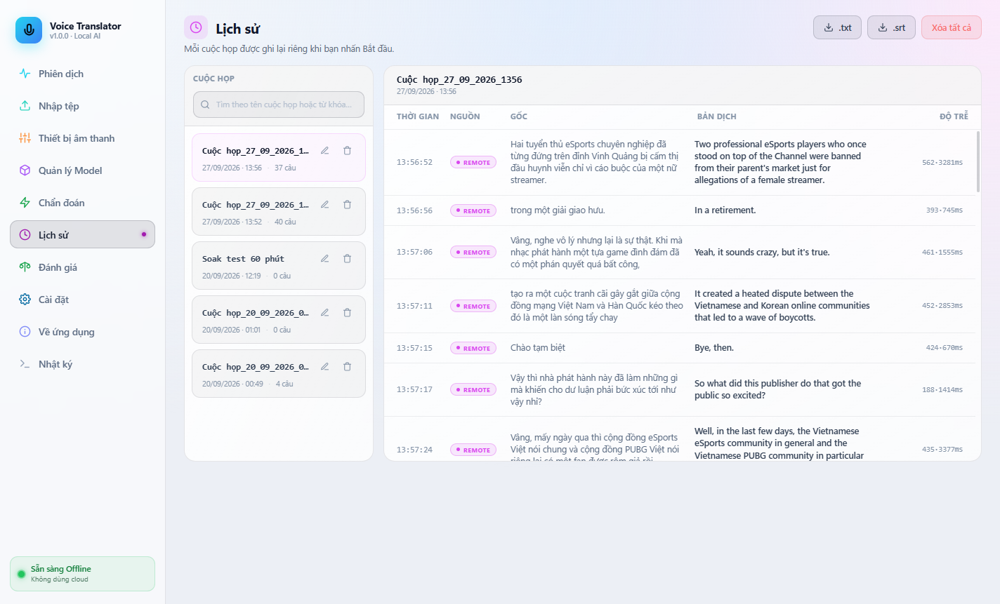 Voice Translator
v1.0.0 · Local AI
Phiên dịch
Nhập tệp
Thiết bị âm thanh
Quản lý Model
Chẩn đoán
Lịch sử
Đánh giá
Cài đặt
Về ứng dụng
Nhật ký
Sẵn sàng Offline
Không dùng cloud
Lịch sử
Mỗi cuộc họp được ghi lại riêng khi bạn nhấn Bắt đầu.
.txt
.srt
Xóa tất cả
CUỘC HỌP
Tìm theo tên cuộc họp hoặc từ khóa...
Cuộc họp_27_09_2026_1…
27/09/2026 · 13:56 · 37 câu
Cuộc họp_27_09_2026_1…
27/09/2026 · 13:52 · 40 câu
Soak test 60 phút
20/09/2026 · 12:19 · 0 câu
Cuộc họp_20_09_2026_0…
20/09/2026 · 01:01 · 0 câu
Cuộc họp_20_09_2026_0…
20/09/2026 · 00:49 · 4 câu
Cuộc họp_27_09_2026_1356
27/09/2026 · 13:56
THỜI GIAN NGUỒN GỐC BẢN DỊCH ĐỘ TRỄ
13:56:52
REMOTE
Hai tuyển thủ eSports chuyên nghiệp đã
từng đứng trên đỉnh Vinh Quảng bị cấm thị
đầu huynh viễn chỉ vì cáo buộc của một nữ
streamer.
Two professional eSports players who once
stood on top of the Channel were banned
from their parent's market just for
allegations of a female streamer.
562·3281ms
13:56:56
REMOTE
trong một giải giao hưu.
In a retirement.
393·745ms
13:57:06
REMOTE
Vâng, nghe vô lý nhưng lại là sự thật. Khi mà
nhạc phát hành một tựa game đình đám đã
có một phán quyết quá bất công,
Yeah, it sounds crazy, but it's true.
461·1555ms
13:57:11
REMOTE
tạo ra một cuộc tranh cãi gây gắt giữa cộng
đồng mạng Việt Nam và Hàn Quốc kéo theo
đó là một làn sóng tẩy chay
It created a heated dispute between the
Vietnamese and Korean online communities
that led to a wave of boycotts.
452·2853ms
13:57:15
REMOTE
Chào tạm biệt
Bye, then.
424·670ms
13:57:17
REMOTE
Vậy thì nhà phát hành này đã làm những gì
mà khiến cho dư luận phải bức xúc tới như
vậy nhỉ?
So what did this publisher do that got the
public so excited?
188·1414ms
13:57:24
REMOTE
Vâng, mấy ngày qua thì cộng đồng eSports
Việt nói chung và cộng đồng PUBG Việt nói
riêng lại có một fan được rôm giả rồi
Well, in the last few days, the Vietnamese
eSports community in general and the
Vietnamese PUBG community in particular
435·3377ms